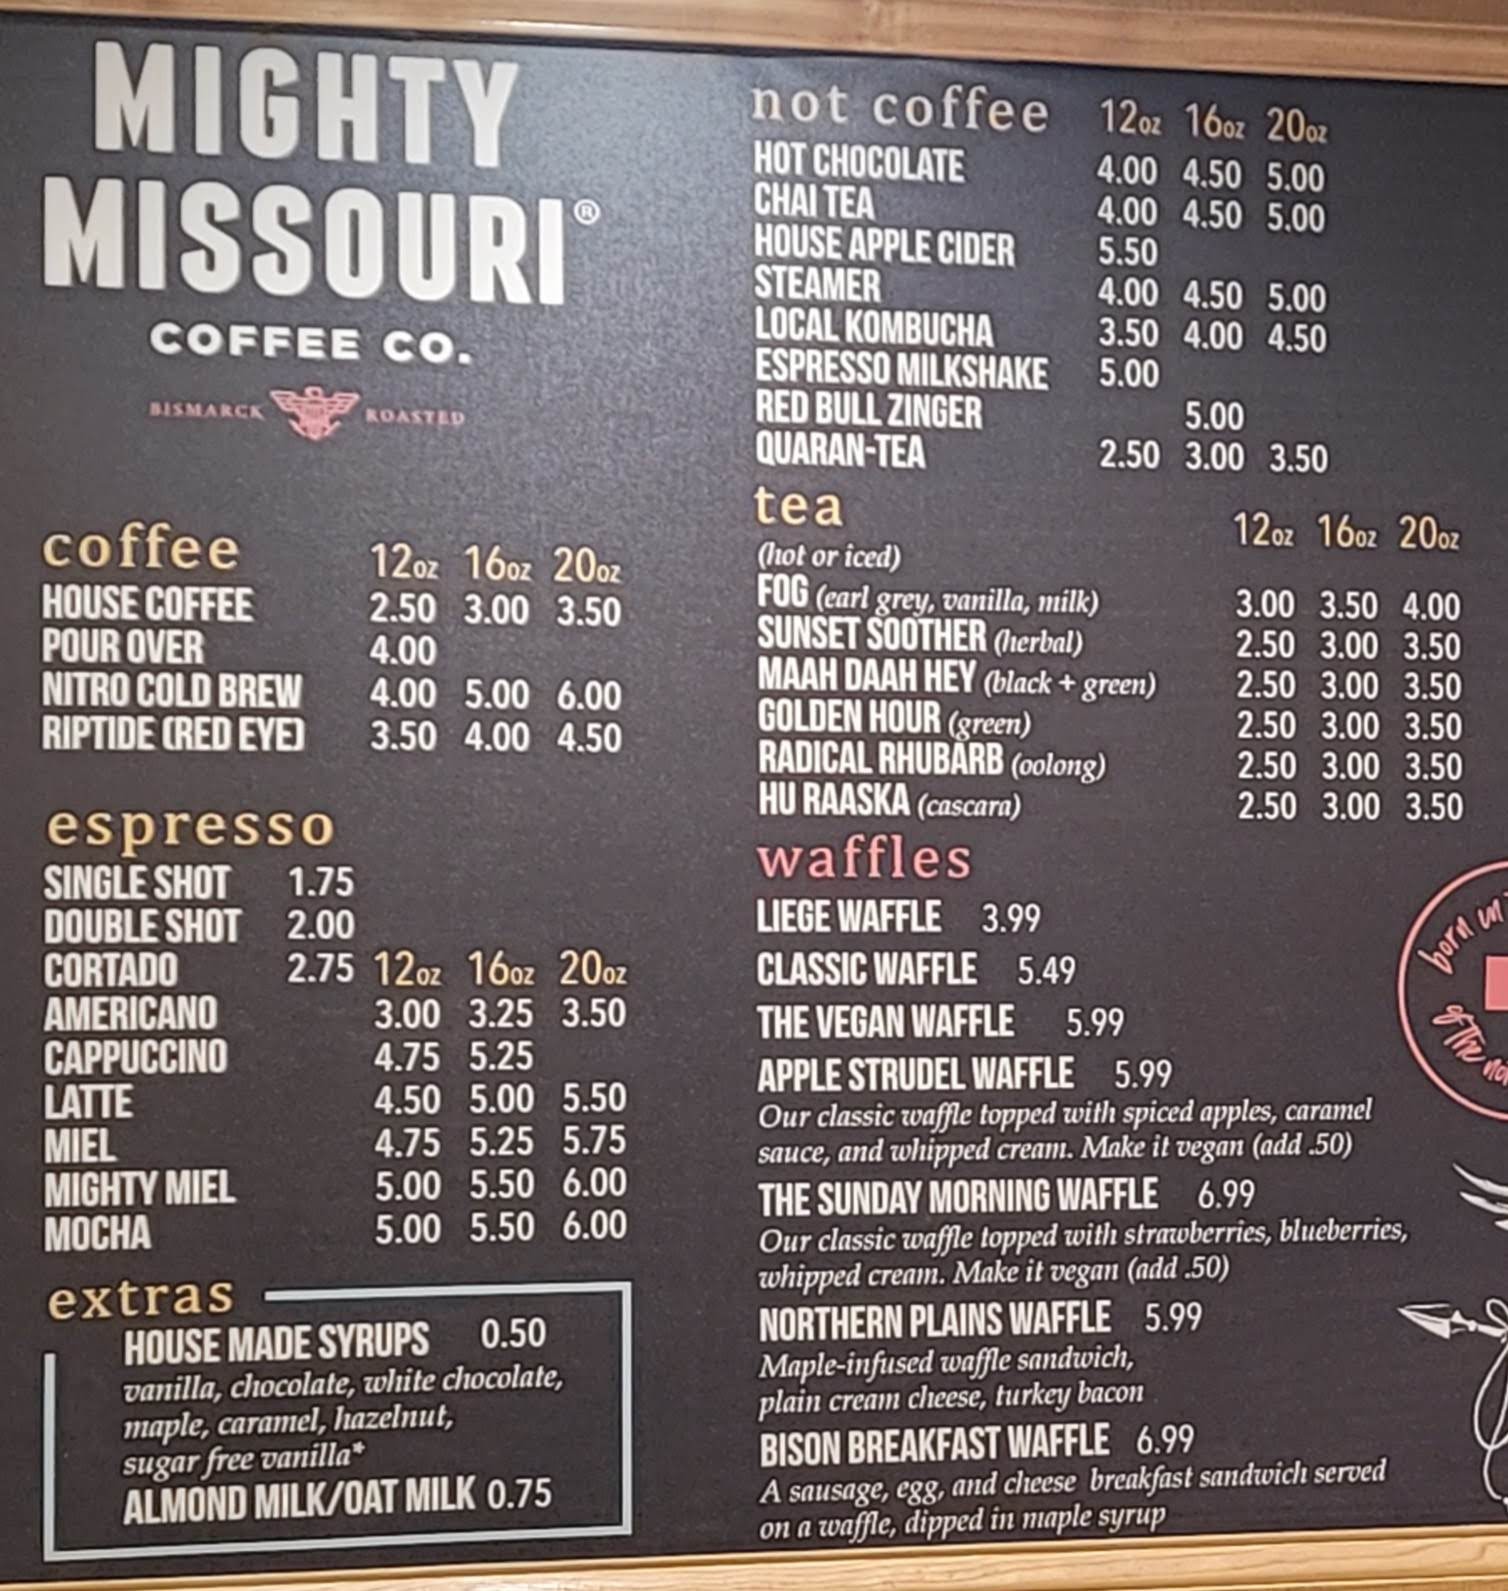 MIGHTY
MISSOURI®
COFFEE CO.
BISMARCK ROASTED
coffee 12oz 16oz 20oz
HOUSE COFFEE 2.50 3.00 3.50
POUR OVER 4.00
NITRO COLD BREW 4.00 5.00 6.00
RIPTIDE (RED EYE) 3.50 4.00 4.50
espresso
SINGLE SHOT 1.75
DOUBLE SHOT 2.00
CORTADO 2.75 12oz 16oz 20oz
AMERICANO 3.00 3.25 3.50
CAPPUCCINO 4.75 5.25
LATTE 4.50 5.00 5.50
MIEL 4.75 5.25 5.75
MIGHTY MIEL 5.00 5.50 6.00
MOCHA 5.00 5.50 6.00
extras
HOUSE MADE SYRUPS 0.50
vanilla, chocolate, white chocolate,
maple, caramel, hazelnut,
sugar free vanilla*
ALMOND MILK/OAT MILK 0.75
not coffee 12oz 16oz 20oz
HOT CHOCOLATE 4.00 4.50 5.00
CHAI TEA 4.00 4.50 5.00
HOUSE APPLE CIDER 5.50
STEAMER 4.00 4.50 5.00
LOCAL KOMBUCHA 3.50 4.00 4.50
ESPRESSO MILKSHAKE 5.00
RED BULL ZINGER 5.00
QUARAN-TEA 2.50 3.00 3.50
tea 12oz 16oz 20oz
(hot or iced)
FOG (earl grey, vanilla, milk) 3.00 3.50 4.00
SUNSET SOOTHER (herbal) 2.50 3.00 3.50
MAAH DAAH HEY (black + green) 2.50 3.00 3.50
GOLDEN HOUR (green) 2.50 3.00 3.50
RADICAL RHUBARB (oolong) 2.50 3.00 3.50
HU RAASKA (cascara) 2.50 3.00 3.50
waffles
LIEGE WAFFLE 3.99
CLASSIC WAFFLE 5.49
THE VEGAN WAFFLE 5.99
APPLE STRUDEL WAFFLE 5.99
Our classic waffle topped with spiced apples, caramel
sauce, and whipped cream. Make it vegan (add .50)
THE SUNDAY MORNING WAFFLE 6.99
Our classic waffle topped with strawberries, blueberries,
whipped cream. Make it vegan (add .50)
NORTHERN PLAINS WAFFLE 5.99
Maple-infused waffle sandwich,
plain cream cheese, turkey bacon
BISON BREAKFAST WAFFLE 6.99
A sausage, egg, and cheese breakfast sandwich served
on a waffle, dipped in maple syrup
born in
of the